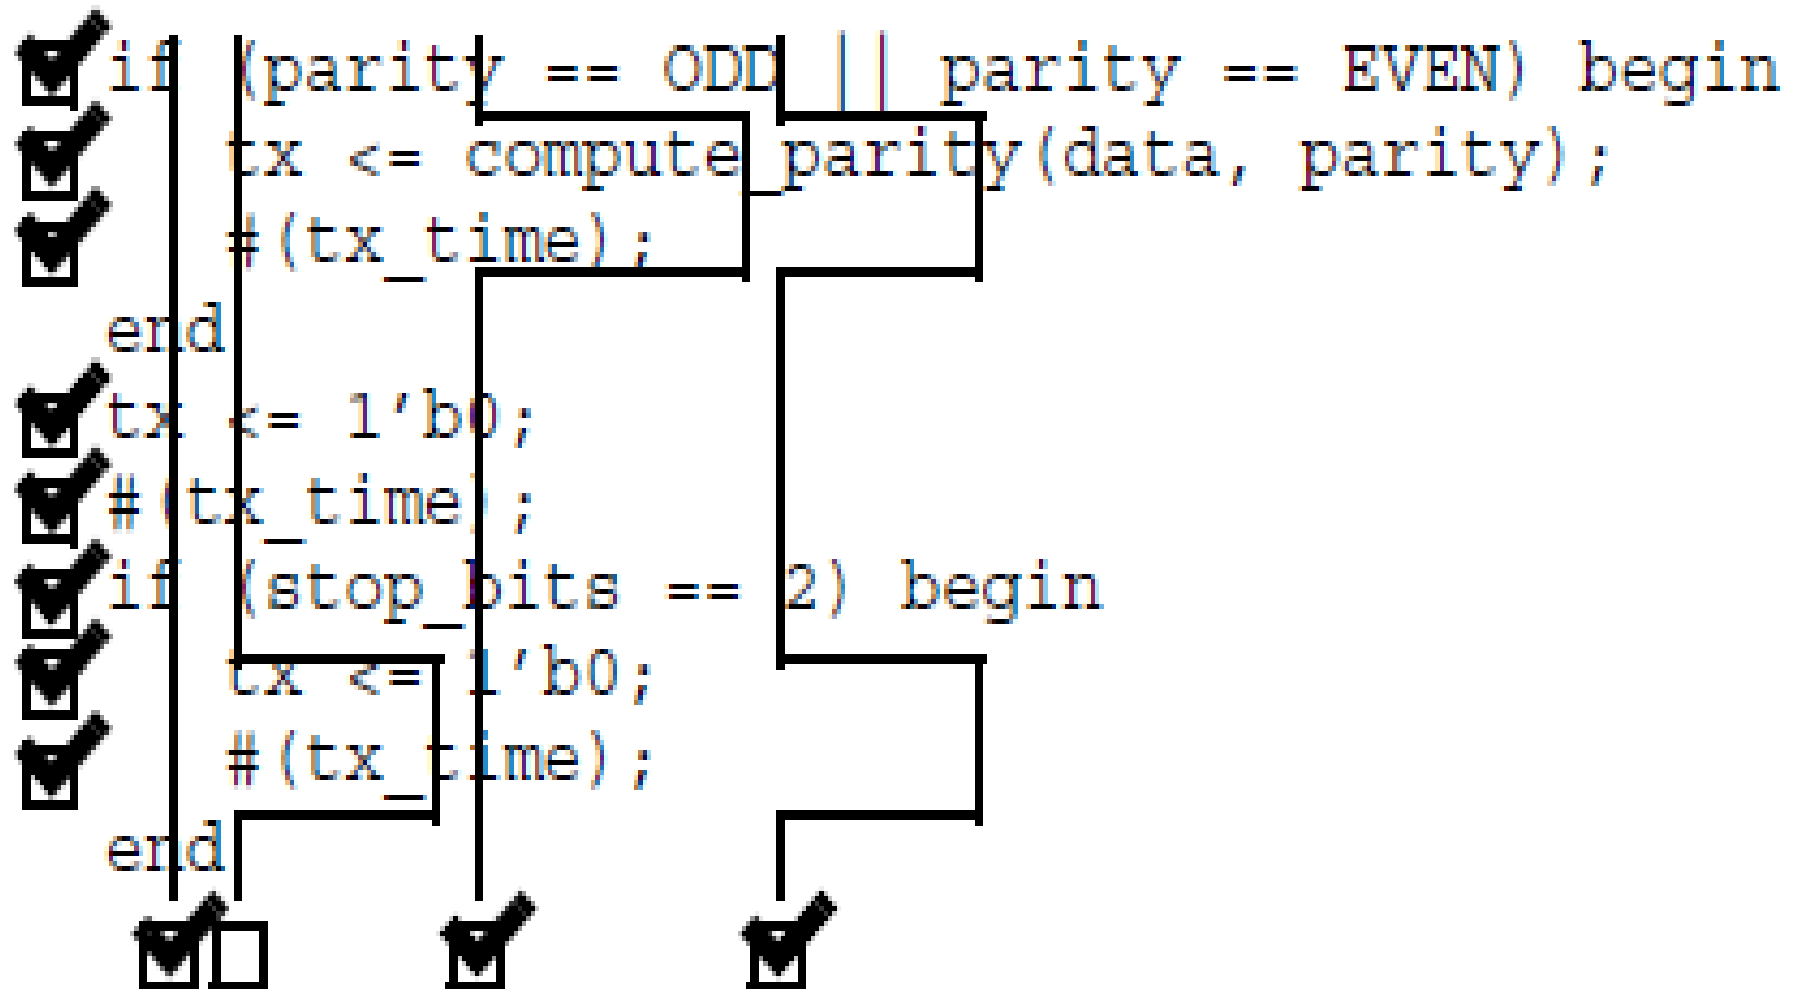 if (parity == ODD || parity == EVEN) begin
tx <= compute_parity(data, parity);
#(tx_time);
end
tx <= 1’b0;
#(tx_time);
if (stop_bits == 2) begin
tx <= 1’b0;
#(tx_time);
end